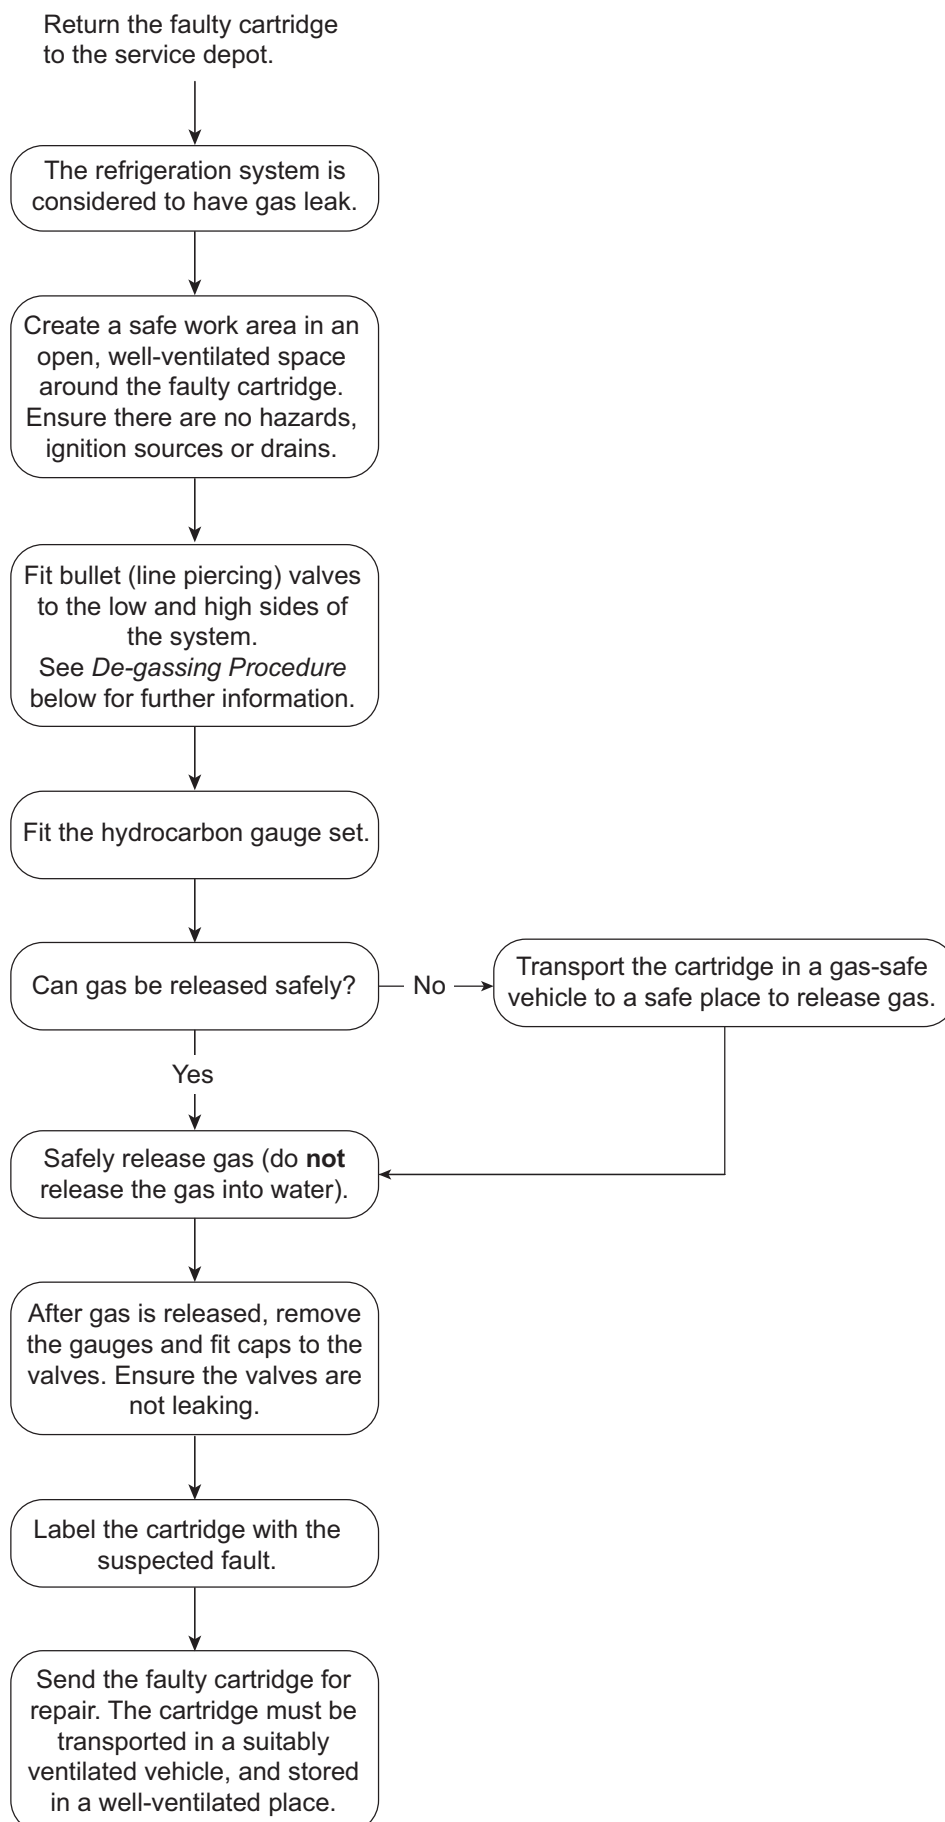 Return the faulty cartridge
to the service depot.
The refrigeration system is
considered to have gas leak.
Create a safe work area in an
open, well-ventilated space
around the faulty cartridge.
Ensure there are no hazards,
ignition sources or drains.
Fit bullet (line piercing) valves
to the low and high sides of
the system.
See De-gassing Procedure
below for further information.
Fit the hydrocarbon gauge set.
Can gas be released safely?
No
Transport the cartridge in a gas-safe
vehicle to a safe place to release gas.
Yes
Safely release gas (do not
release the gas into water).
After gas is released, remove
the gauges and fit caps to the
valves. Ensure the valves are
not leaking.
Label the cartridge with the
suspected fault.
Send the faulty cartridge for
repair. The cartridge must be
transported in a suitably
ventilated vehicle, and stored
in a well-ventilated place.